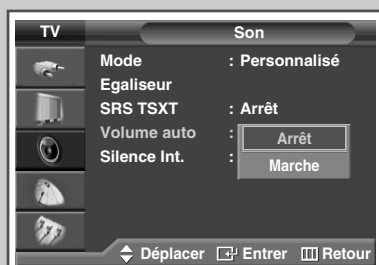 TV Son
Mode : Personnalisé
Egaliseur
SRS TSXT : Arrêt
Volume auto : Arrêt
Silence Int. : Marche
Déplacer Entrer Retour